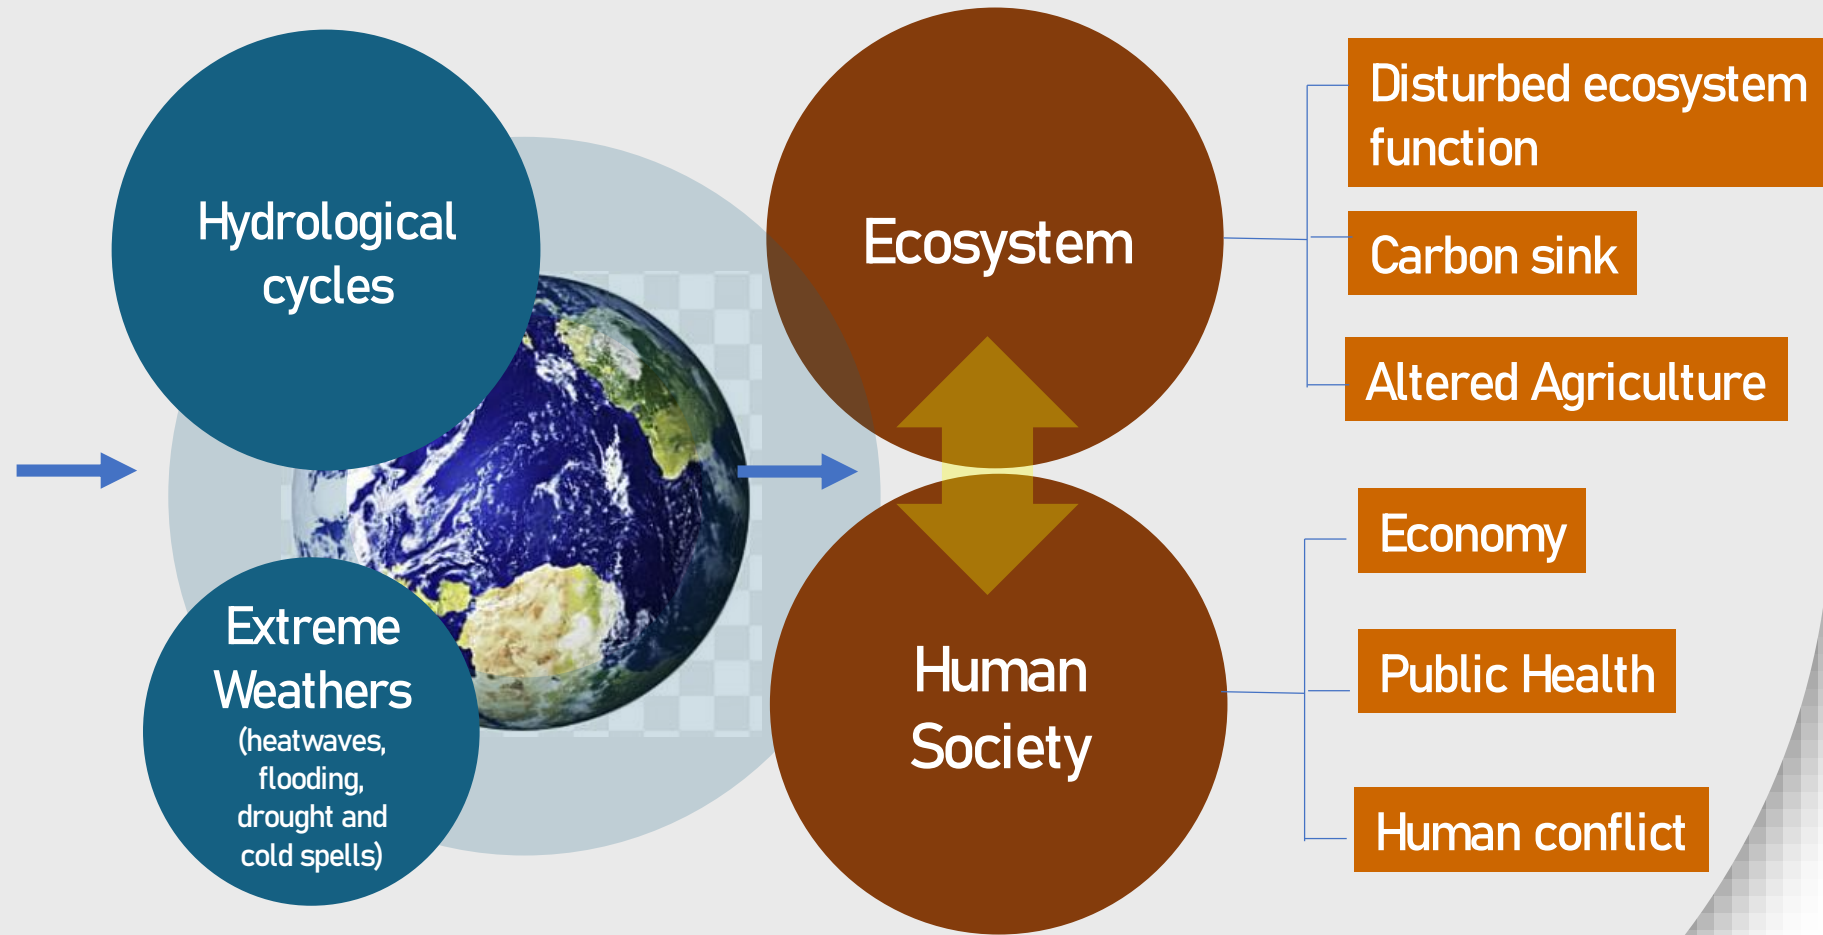 Hydrological
cycles
Extreme
Weathers
(heatwaves,
flooding,
drought and
cold spells)
Ecosystem
Human
Society
Disturbed ecosystem
function
Carbon sink
Altered Agriculture
Economy
Public Health
Human conflict